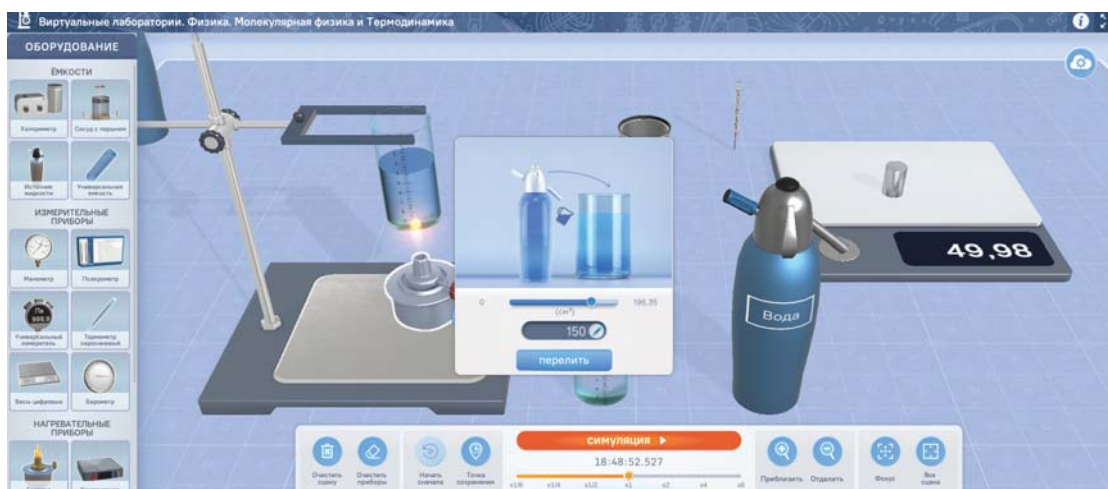 Виртуальные лаборатории. Физика. Молекулярная физика и Термодинамика
ОБОРУДОВАНИЕ
ЁМКОСТИ
Калориметр
Сосуд с поршнем
Источник жидкости
Универсальная емкость
ИЗМЕРИТЕЛЬНЫЕ
ПРИБОРЫ
Манометр
Психрометр
Па
Универсальный измеритель
Термометр керосиновый
Весы цифровые
Барометр
НАГРЕВАТЕЛЬНЫЕ
ПРИБОРЫ
0
196,35
(см³)
150
перелить
Вода
49,98
Очистить сцену
Очистить приборы
Начать сначала
Точка сохранения
симуляция
18:48:52.527
x1/8 x1/4 x1/2 x1 x2 x4 x8
Приблизить
Отдалить
Фокус
Вся сцена